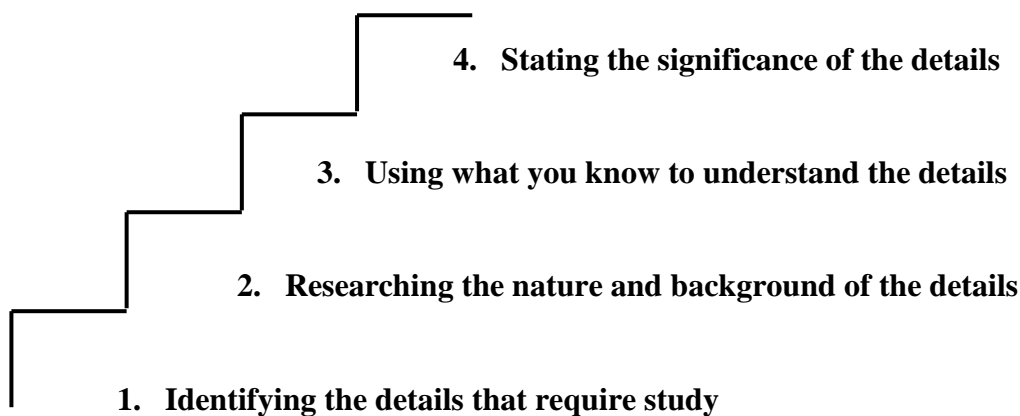 4. Stating the significance of the details
3. Using what you know to understand the details
2. Researching the nature and background of the details
1. Identifying the details that require study